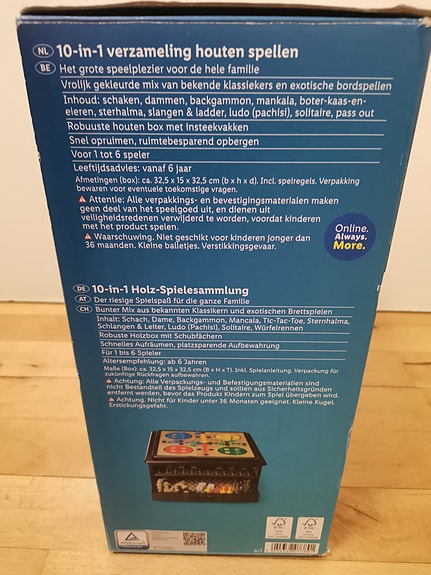 NL 10-in-1 verzameling houten spellen
BE Het grote speelplezier voor de hele familie
Vrolijk gekleurde mix van bekende klassiekers en exotische bordspellen
Inhoud: schaken, dammen, backgammon, mankala, boter-kaas-en-
eieren, sterhalma, slangen & ladder, ludo (pachisi), solitaire, pass out
Robuuste houten box met insteekvakken
Snel opruimen, ruimtebesparend opbergen
Voor 1 tot 6 speler
Leeftijdsadvies: vanaf 6 jaar
Afmetingen (box): ca. 32,5 x 15 x 32,5 cm (b x h x d). Incl. spelregels. Verpakking
bewaren voor eventuele toekomstige vragen.
Attentie: Alle verpakkings- en bevestigingsmaterialen maken
geen deel van het speelgoed uit, en dienen uit
veiligheidsredenen verwijderd te worden, voordat kinderen
met het product spelen.
Waarschuwing. Niet geschikt voor kinderen jonger dan
36 maanden. Kleine balletjes. Verstikkingsgevaar.
Online.
Always.
More.
DE 10-in-1 Holz-Spielesammlung
AT Der riesige Spielspaß für die ganze Familie
CH Bunter Mix aus bekannten Klassikern und exotischen Brettspielen
Inhalt: Schach, Dame, Backgammon, Mancala, Tic-Tac-Toe, Sternhalma,
Schlangen & Leiter, Ludo (Pachisi), Solitaire, Würfelrennen
Robuste Holzbox mit Schubfächern
Schnelles Aufräumen, platzsparende Aufbewahrung
Für 1 bis 6 Spieler
Altersempfehlung: ab 6 Jahren
Maße (Box): ca. 32,5 x 15 x 32,5 cm (B x H x T). Inkl. Spielanleitung. Verpackung für
zukünftige Rückfragen aufbewahren.
Achtung: Alle Verpackungs- und Befestigungsmaterialien sind
nicht Bestandteil des Spielzeugs und sollten aus Sicherheitsgründen
entfernt werden, bevor das Produkt Kindern zum Spiel übergeben wird.
Achtung. Nicht für Kinder unter 36 Monaten geeignet. Kleine Kugel.
Erstickungsgefahr.